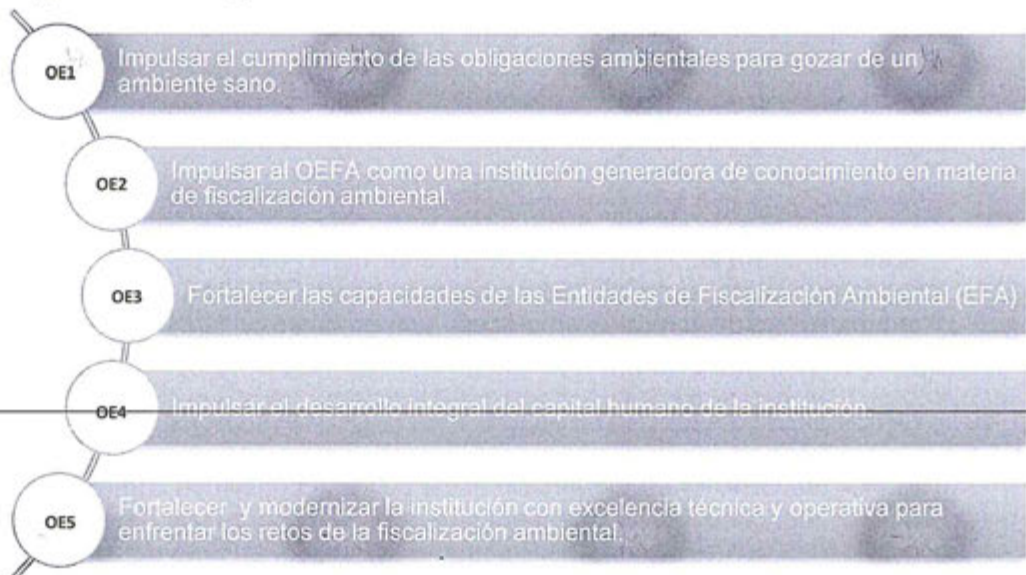 OE1
Impulsar el cumplimiento de las obligaciones ambientales para gozar de un
ambiente sano.
OE2
Impulsar al OEFA como una institución generadora de conocimiento en materia
de fiscalización ambiental.
OE3
Fortalecer las capacidades de las Entidades de Fiscalización Ambiental (EFA)
OE4
Impulsar el desarrollo integral del capital humano de la institución.
OE5
Fortalecer y modernizar la institución con excelencia técnica y operativa para
enfrentar los retos de la fiscalización ambiental.